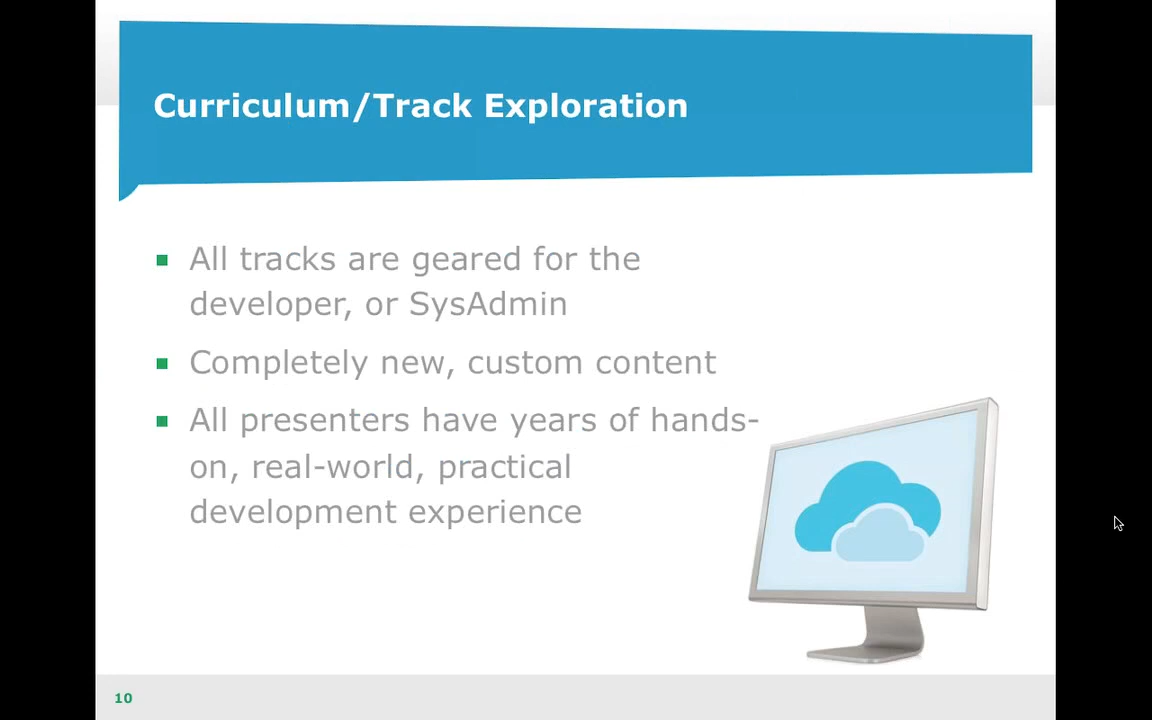 Curriculum/Track Exploration
All tracks are geared for the
developer, or SysAdmin
Completely new, custom content
All presenters have years of hands-
on, real-world, practical
development experience
10